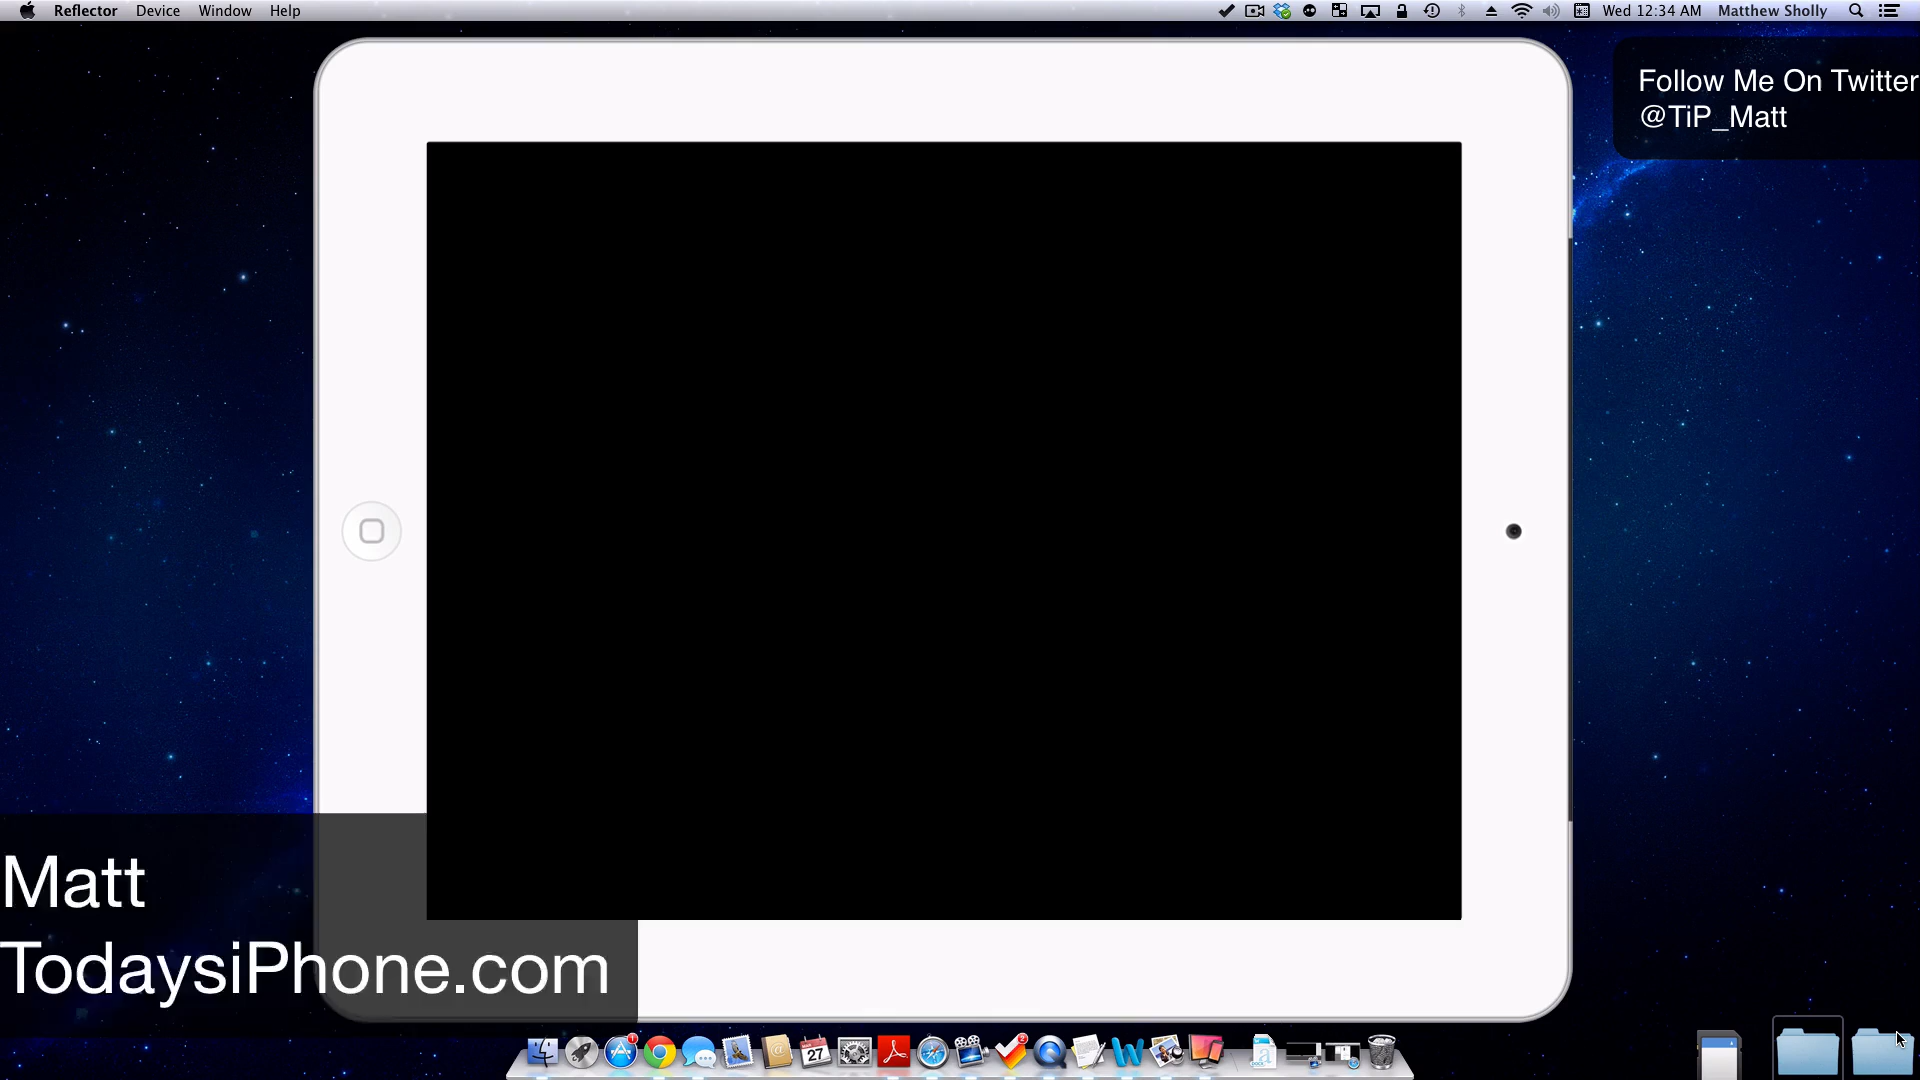 Reflector Device Window Help Wed 12:34 AM Matthew Sholly
Follow Me On Twitter
@TiP_Matt
Matt
TodaysiPhone.com
27